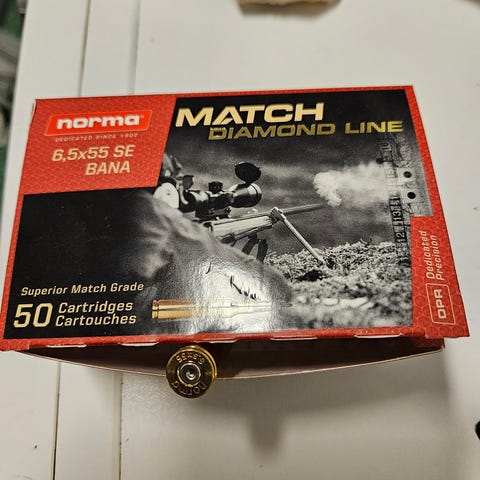 norma
DEDICATED SINCE 1902
6,5x55 SE
BANA
MATCH
DIAMOND LINE
Superior Match Grade
50 Cartridges
Cartouches
DPR Dedicated
Precision
norma